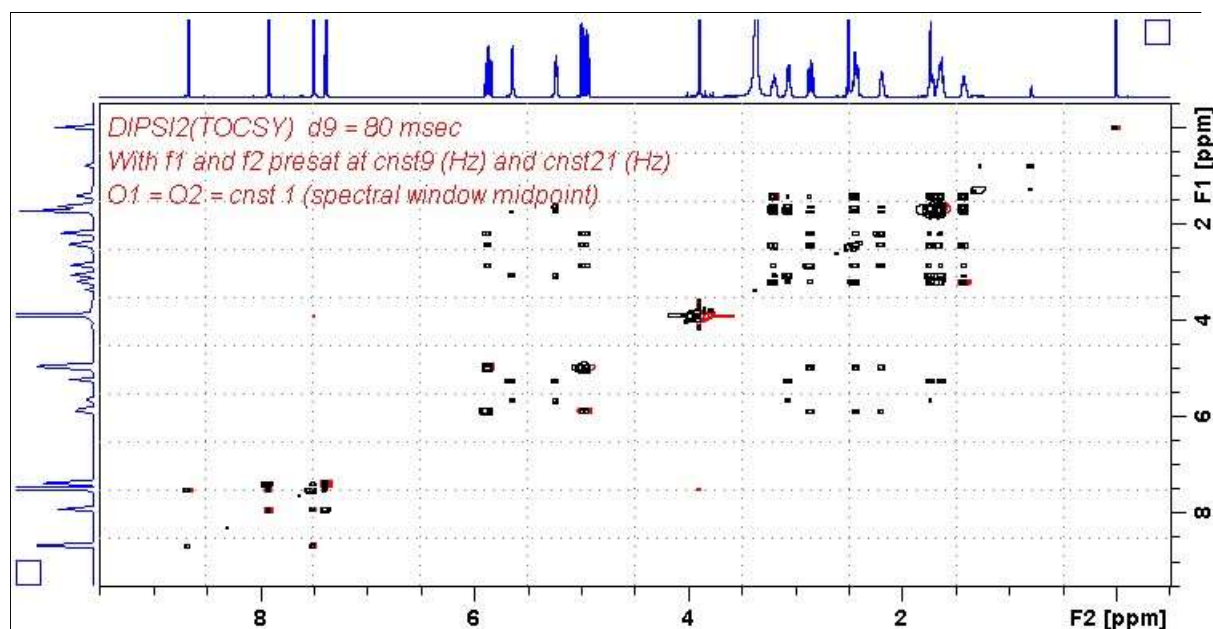 DIPSI2(TOCSY) d9 = 80 msec
With f1 and f2 presat at cnst9 (Hz) and cnst21 (Hz)
O1 = O2 = cnst 1 (spectral window midpoint)
F1 [ppm]
2
4
6
8
8 6 4 2 F2 [ppm]